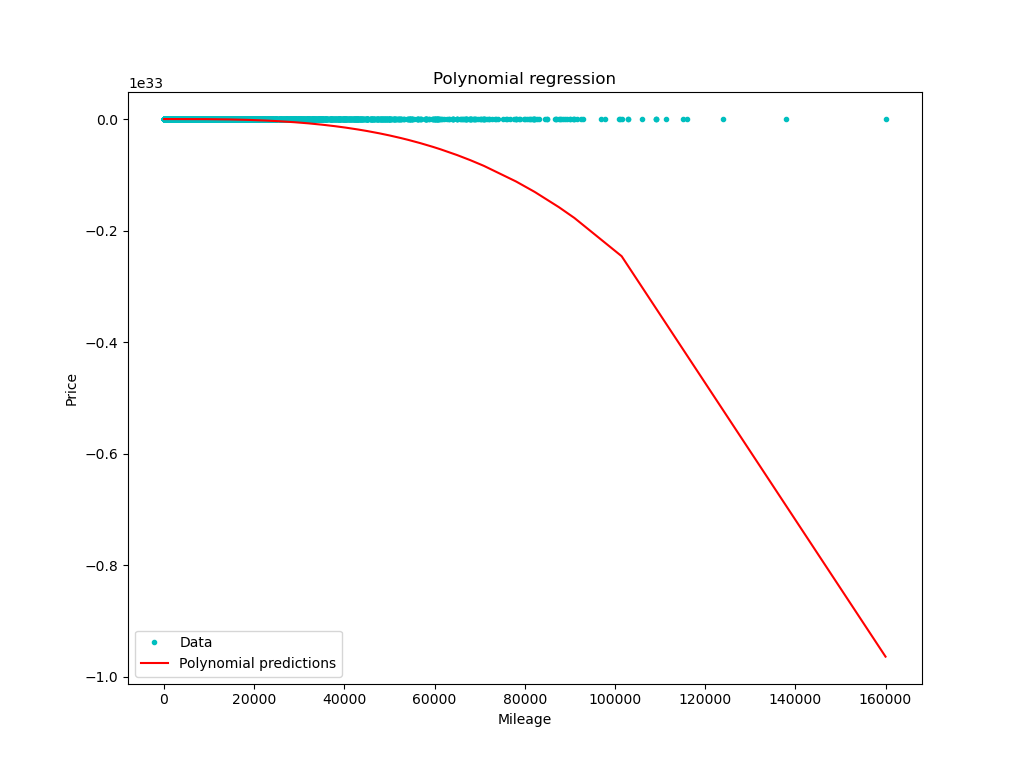 Polynomial regression
1e33
0.0
−0.2
−0.4
−0.6
−0.8
−1.0
Price
Data
Polynomial predictions
0 20000 40000 60000 80000 100000 120000 140000 160000
Mileage